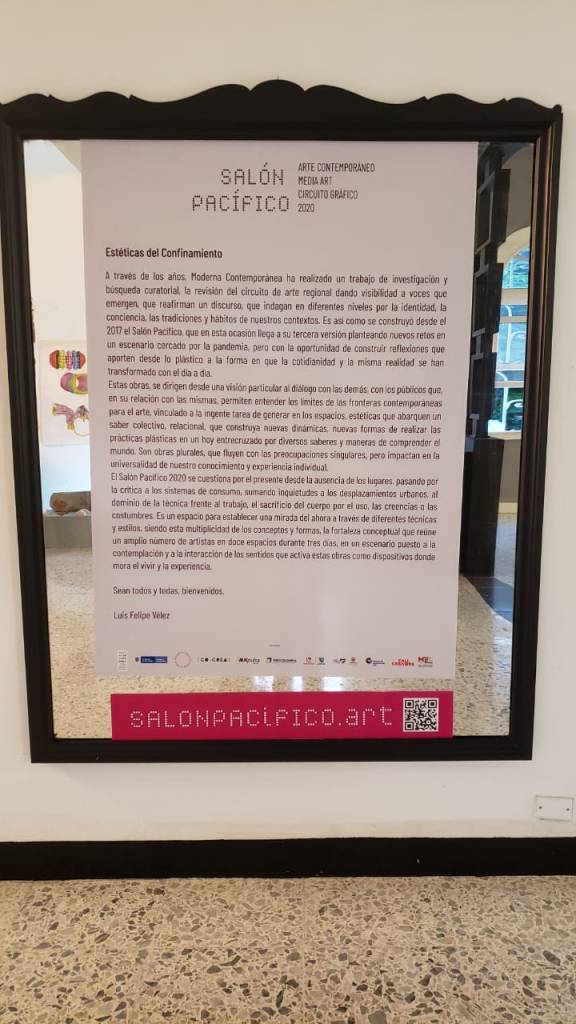 SALÓN
PACÍFICO
ARTE CONTEMPORÁNEO
MEDIA ART
CIRCUITO GRÁFICO
2020
Estéticas del Confinamiento
A través de los años, Moderna Contemporánea ha realizado un trabajo de investigación y
búsqueda curatorial, la revisión del circuito de arte regional dando visibilidad a voces que
emergen, que reafirman un discurso, que indagan en diferentes niveles por la identidad, la
conciencia, las tradiciones y hábitos de nuestros contextos. Es así como se construyó desde el
2017 el Salón Pacífico, que en esta ocasión llega a su tercera versión planteando nuevos retos en
un escenario cercado por la pandemia, pero con la oportunidad de construir reflexiones que
aporten desde lo plástico a la forma en que la cotidianidad y la misma realidad se han
transformado con el día a día.
Estas obras, se dirigen desde una visión particular al diálogo con las demás, con los públicos que,
en su relación con las mismas, permiten entender los límites de las fronteras contemporáneas
para el arte, vinculado a la ingente tarea de generar en los espacios, estéticas que abarquen un
saber colectivo, relacional, que construya nuevas dinámicas, nuevas formas de realizar las
prácticas plásticas en un hoy entrecruzado por diversos saberes y maneras de comprender el
mundo. Son obras plurales, que fluyen con las preocupaciones singulares, pero impactan en la
universalidad de nuestro conocimiento y experiencia individual.
El Salón Pacífico 2020 se cuestiona por el presente desde la ausencia de los lugares, pasando por
la crítica a los sistemas de consumo, sumando inquietudes a los desplazamientos urbanos, al
dominio de la técnica frente al trabajo, el sacrificio del cuerpo por el uso, las creencias a las
costumbres. Es un espacio para establecer una mirada del ahora a través de diferentes técnicas
y estilos, siendo esta multiplicidad de los conceptos y formas, la fortaleza conceptual que reúne
un amplio número de artistas en doce espacios durante tres días, en un escenario puesto a la
contemplación y a la interacción de los sentidos que activa estas obras como dispositivos donde
mora el vivir y la experiencia.
Sean todos y todas, bienvenidos.
Luis Felipe Vélez
SALONPACÍFICO.art